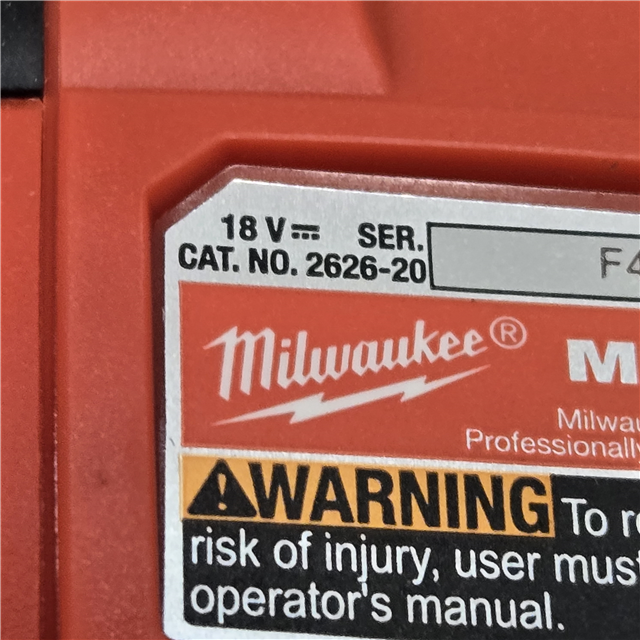 18 V⎓ SER.
CAT. NO. 2626-20
F4
Milwaukee®
M
Milwau
Professionally
WARNING To re
risk of injury, user must
operator's manual.